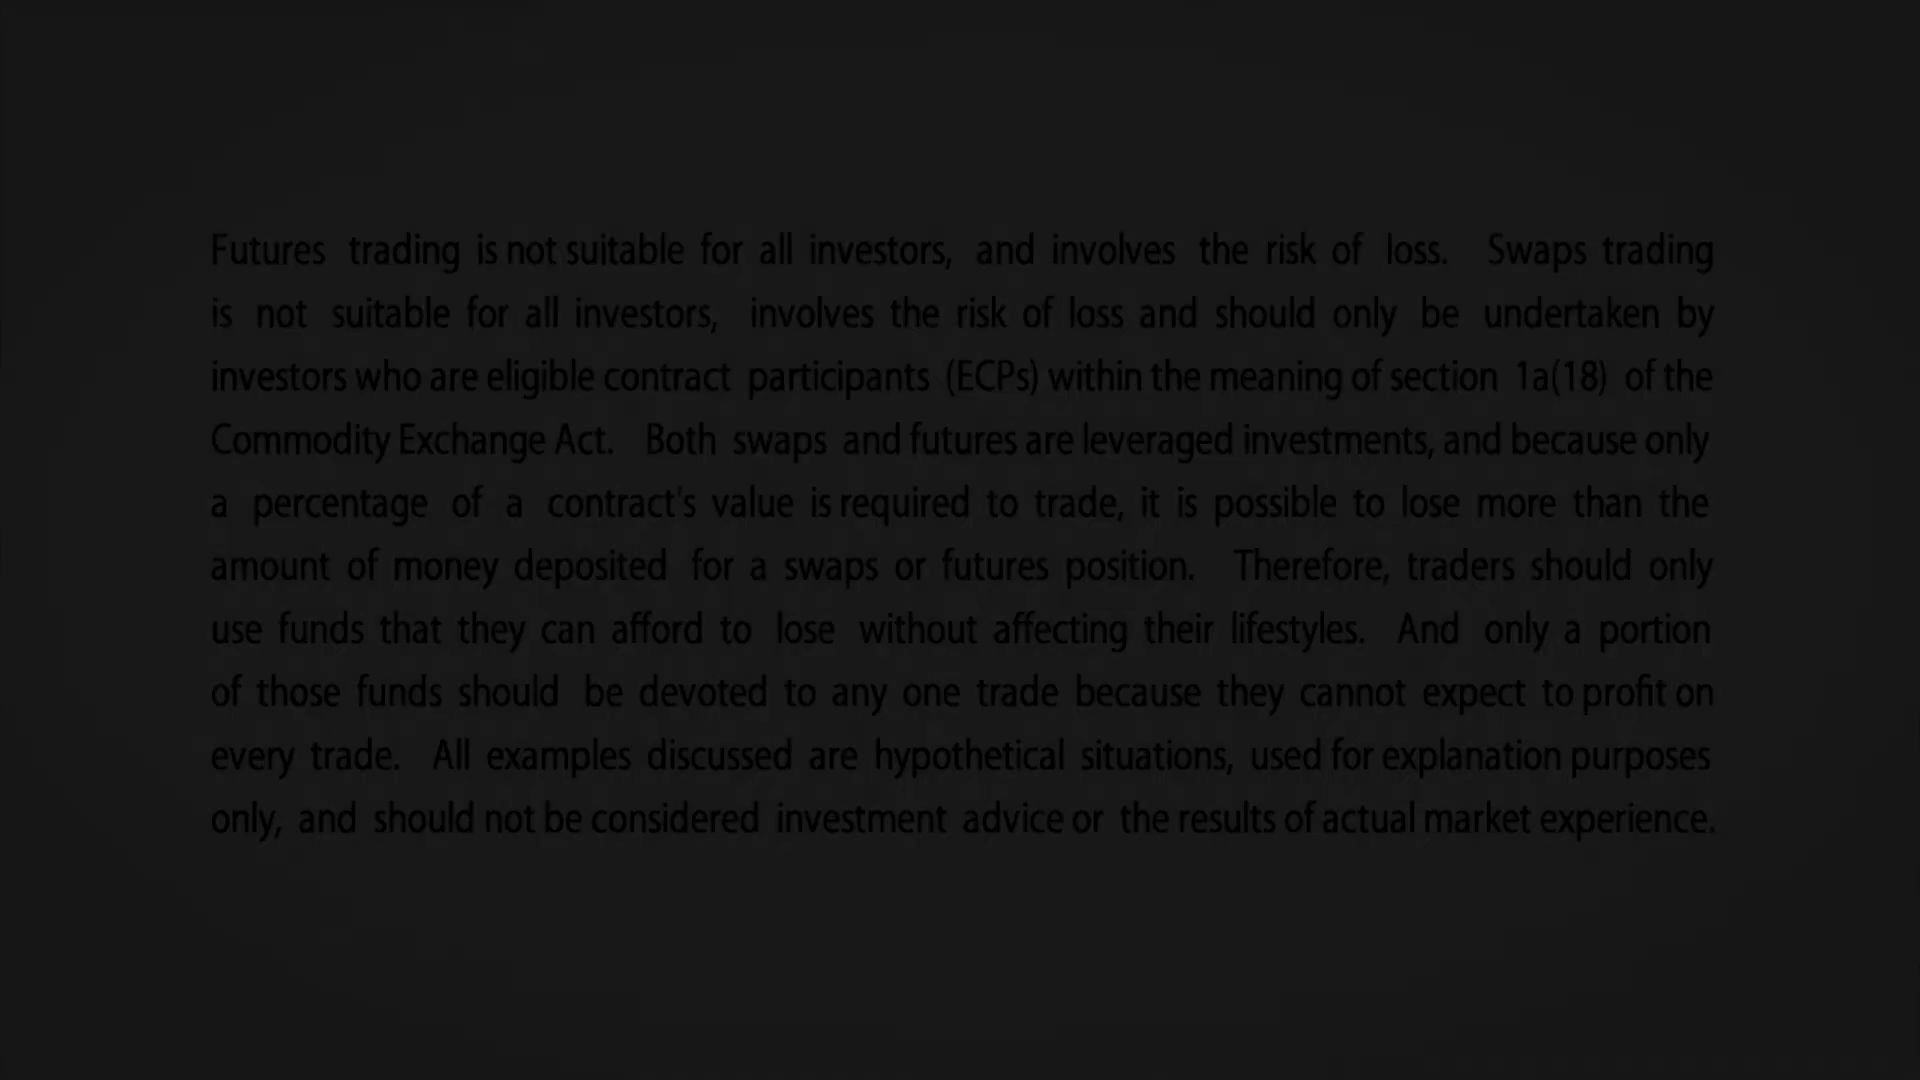 Futures trading is not suitable for all investors, and involves the risk of loss. Swaps trading
is not suitable for all investors, involves the risk of loss and should only be undertaken by
investors who are eligible contract participants (ECPs) within the meaning of section 1a(18) of the
Commodity Exchange Act. Both swaps and futures are leveraged investments, and because only
a percentage of a contract's value is required to trade, it is possible to lose more than the
amount of money deposited for a swaps or futures position. Therefore, traders should only
use funds that they can afford to lose without affecting their lifestyles. And only a portion
of those funds should be devoted to any one trade because they cannot expect to profit on
every trade. All examples discussed are hypothetical situations, used for explanation purposes
only, and should not be considered investment advice or the results of actual market experience.